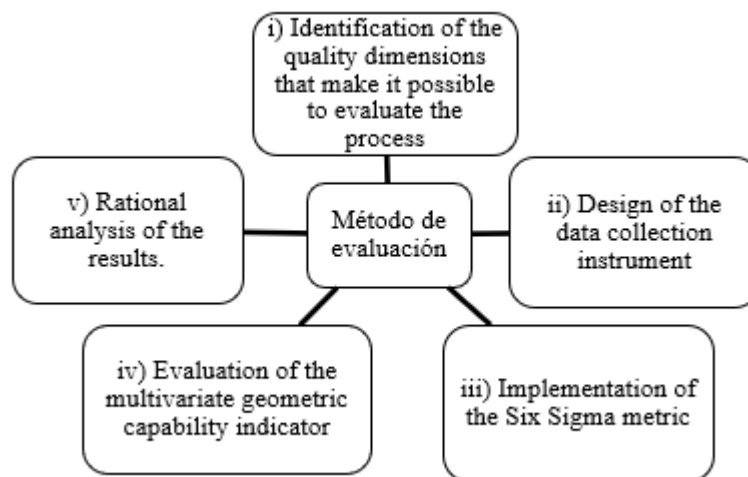 i) Identification of the
quality dimensions
that make it possible
to evaluate the
process
v) Rational
analysis of the
results.
Método de
evaluación
ii) Design of the
data collection
instrument
iv) Evaluation of the
multivariate geometric
capability indicator
iii) Implementation of
the Six Sigma metric